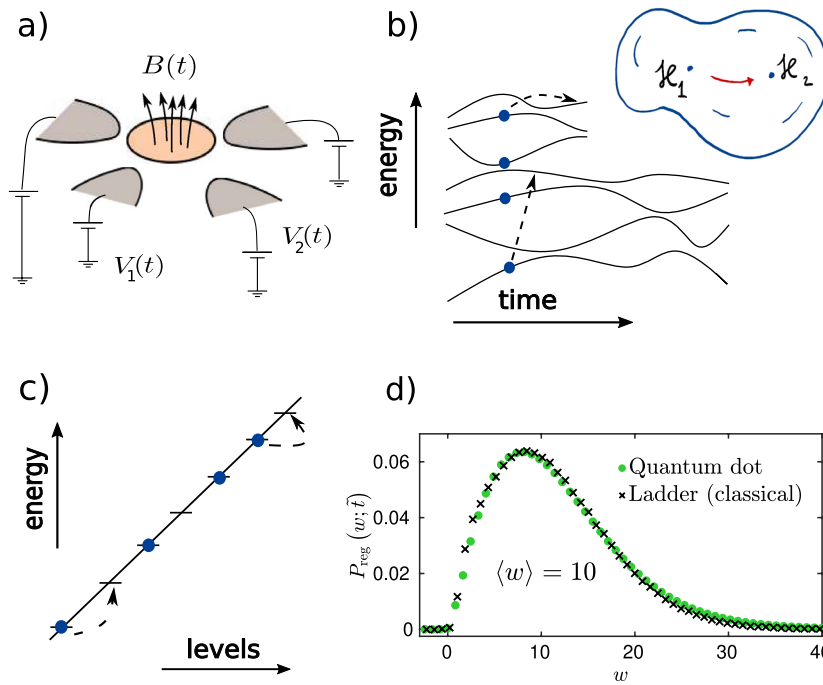 a)
B(t)
V₁(t)
V₂(t)
b)
ℋ₁
ℋ₂
energy
time
c)
energy
levels
d)
0.06
0.04
0.02
0
P_reg (w; t̃)
Quantum dot
Ladder (classical)
⟨w⟩ = 10
0 10 20 30 40
w